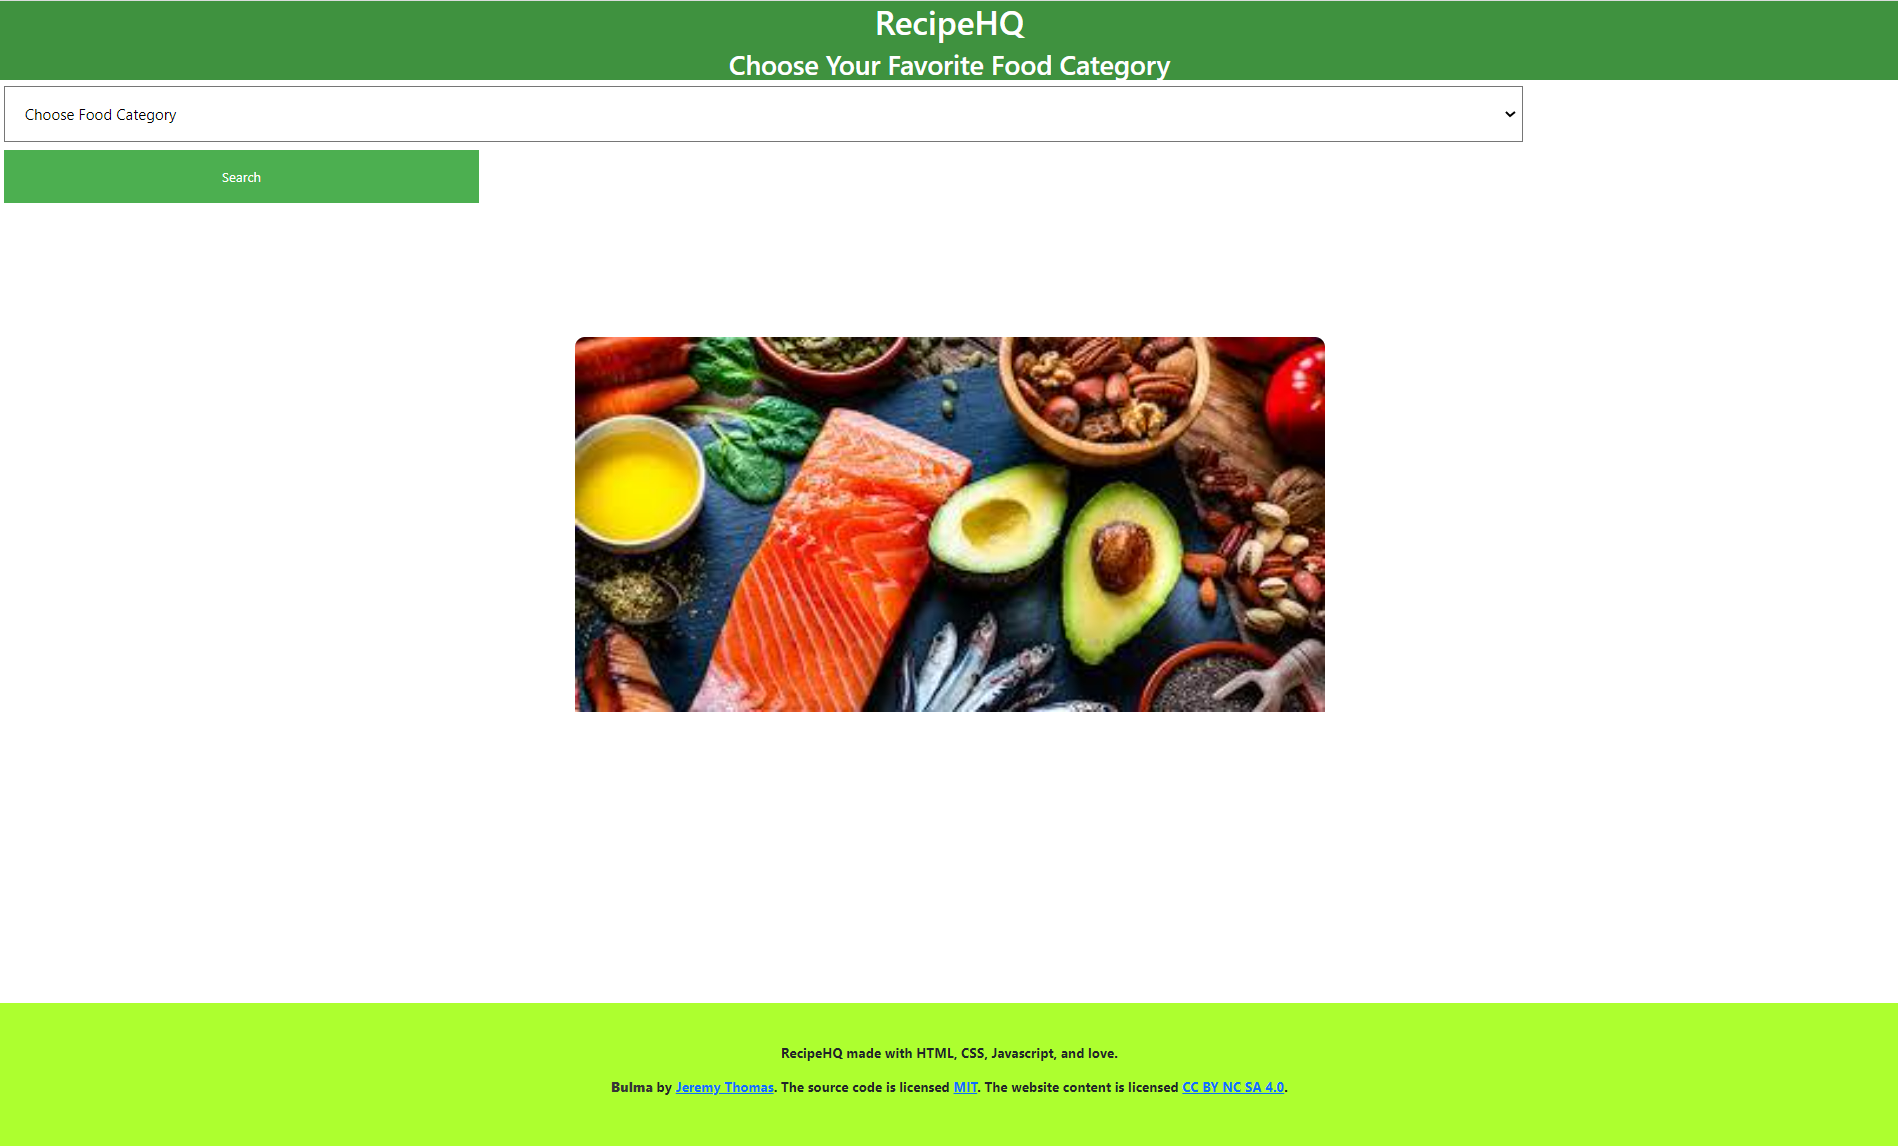 RecipeHQ
Choose Your Favorite Food Category
Choose Food Category
Search
RecipeHQ made with HTML, CSS, Javascript, and love.
Bulma by Jeremy Thomas. The source code is licensed MIT. The website content is licensed CC BY NC SA 4.0.